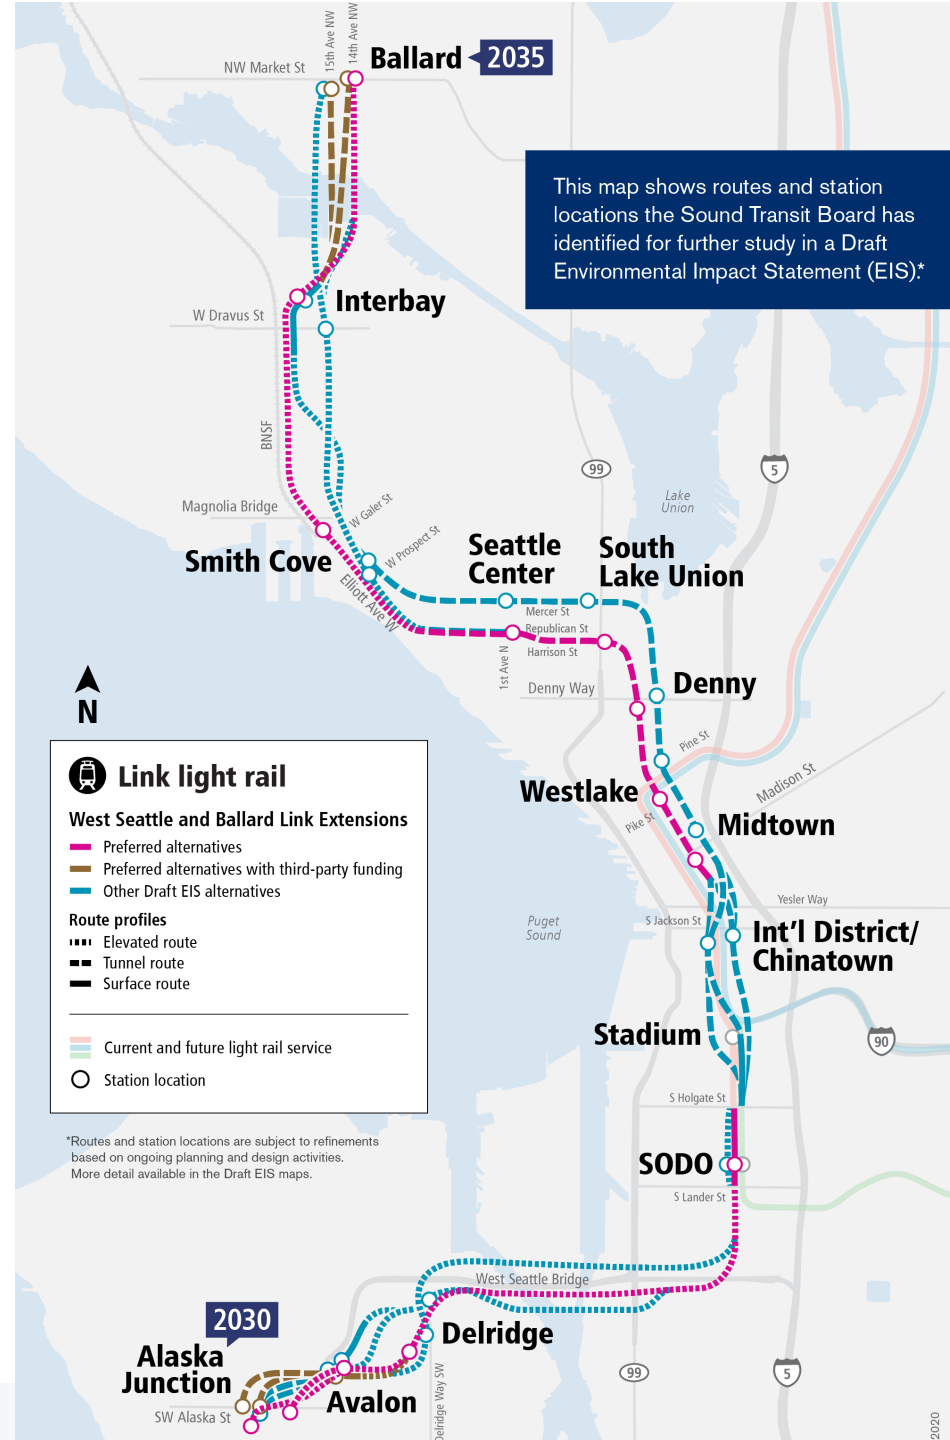 15th Ave NW
14th Ave NW
NW Market St
Ballard
2035
This map shows routes and station
locations the Sound Transit Board has
identified for further study in a Draft
Environmental Impact Statement (EIS).*
Interbay
W Dravus St
BNSF
99
5
Lake
Union
Magnolia Bridge
W Galer St
W Prospect St
Smith Cove
Seattle
Center
South
Lake Union
Elliott Ave W
Mercer St
Republican St
Harrison St
1st Ave N
Denny Way
Denny
N
Pine St
Madison St
Westlake
Pike St
Midtown
Link light rail
West Seattle and Ballard Link Extensions
Preferred alternatives
Preferred alternatives with third-party funding
Other Draft EIS alternatives
Route profiles
Elevated route
Tunnel route
Surface route
Current and future light rail service
Station location
Yesler Way
S Jackson St
Puget
Sound
Int'l District/
Chinatown
Stadium
90
S Holgate St
*Routes and station locations are subject to refinements
based on ongoing planning and design activities.
More detail available in the Draft EIS maps.
SODO
S Lander St
West Seattle Bridge
2030
Delridge
Alaska
Junction
Avalon
SW Alaska St
Delridge Way SW
99
5
2020